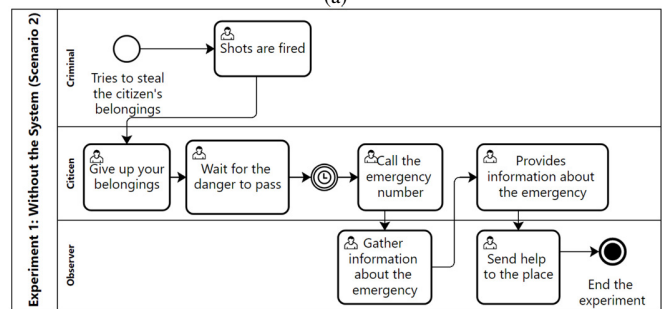 (a)
Experiment 1: Without the System (Scenario 2)
Criminal
Tries to steal
the citizen's
belongings
Shots are fired
Citicen
Give up your
belongings
Wait for the
danger to pass
Call the
emergency
number
Provides
information about
the emergency
Observer
Gather
information
about the
emergency
Send help
to the place
End the
experiment